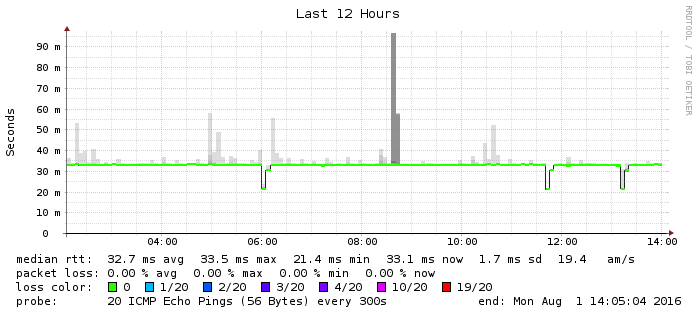 Last 12 Hours
RRDTOOL / TOBI OETIKER
Seconds
90 m
80 m
70 m
60 m
50 m
40 m
30 m
20 m
10 m
0
04:00 06:00 08:00 10:00 12:00 14:00
median rtt: 32.7 ms avg 33.5 ms max 21.4 ms min 33.1 ms now 1.7 ms sd 19.4 am/s
packet loss: 0.00 % avg 0.00 % max 0.00 % min 0.00 % now
loss color: 0 1/20 2/20 3/20 4/20 10/20 19/20
probe: 20 ICMP Echo Pings (56 Bytes) every 300s end: Mon Aug 1 14:05:04 2016